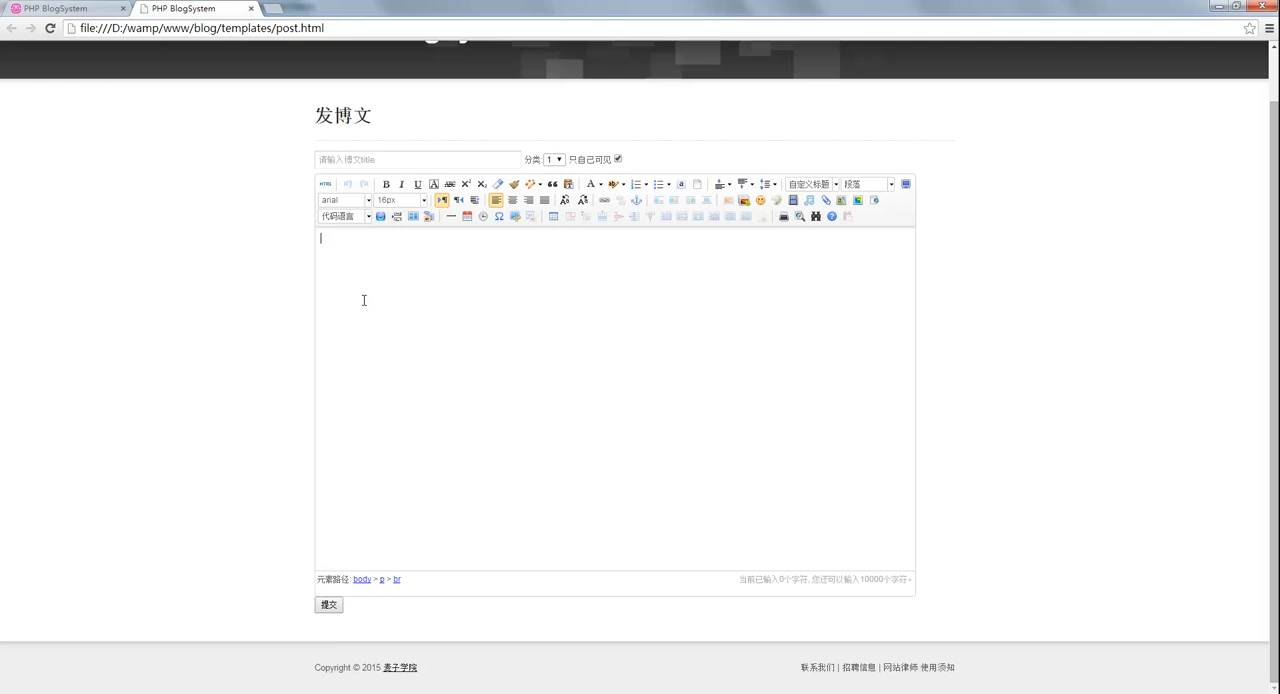 PHP BlogSystem
PHP BlogSystem
file:///D:/wamp/www/blog/templates/post.html
发博文
请输入博文title
分类: 1 只自己可见
HTML
B I U A ABC X² X₂ A 自定义标题 段落
arial 16px
代码语言
元素路径: body > p > br
当前已输入0个字符, 您还可以输入10000个字符。
提交
Copyright © 2015 麦子学院
联系我们 | 招聘信息 | 网站律师 使用须知